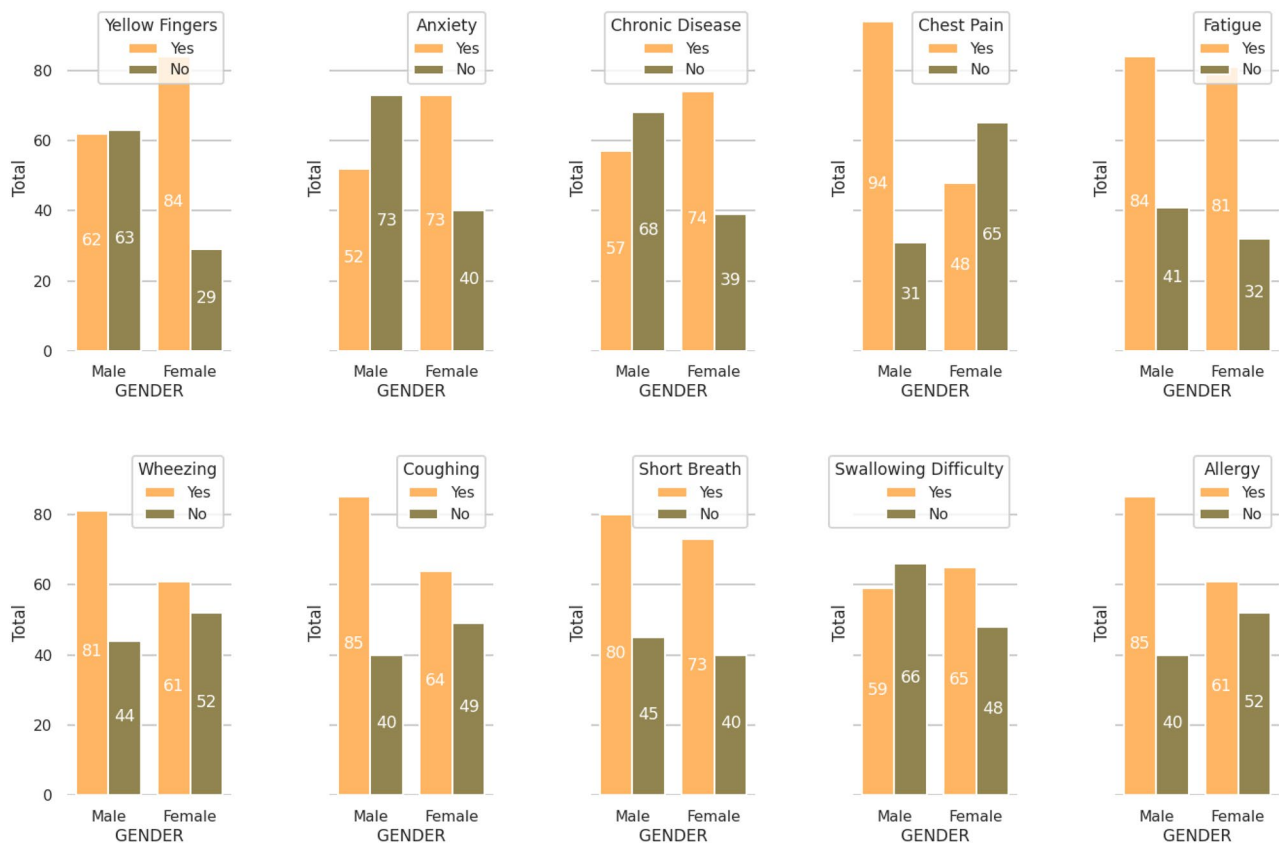 Yellow Fingers
Yes
No
80
60
40
20
0
Total
62
63
84
29
Male
Female
GENDER
Anxiety
Yes
No
Total
52
73
73
40
Male
Female
GENDER
Chronic Disease
Yes
No
Total
57
68
74
39
Male
Female
GENDER
Chest Pain
Yes
No
Total
94
31
48
65
Male
Female
GENDER
Fatigue
Yes
No
Total
84
41
81
32
Male
Female
GENDER
Wheezing
Yes
No
80
60
40
20
0
Total
81
44
61
52
Male
Female
GENDER
Coughing
Yes
No
Total
85
40
64
49
Male
Female
GENDER
Short Breath
Yes
No
Total
80
45
73
40
Male
Female
GENDER
Swallowing Difficulty
Yes
No
Total
59
66
65
48
Male
Female
GENDER
Allergy
Yes
No
Total
85
40
61
52
Male
Female
GENDER